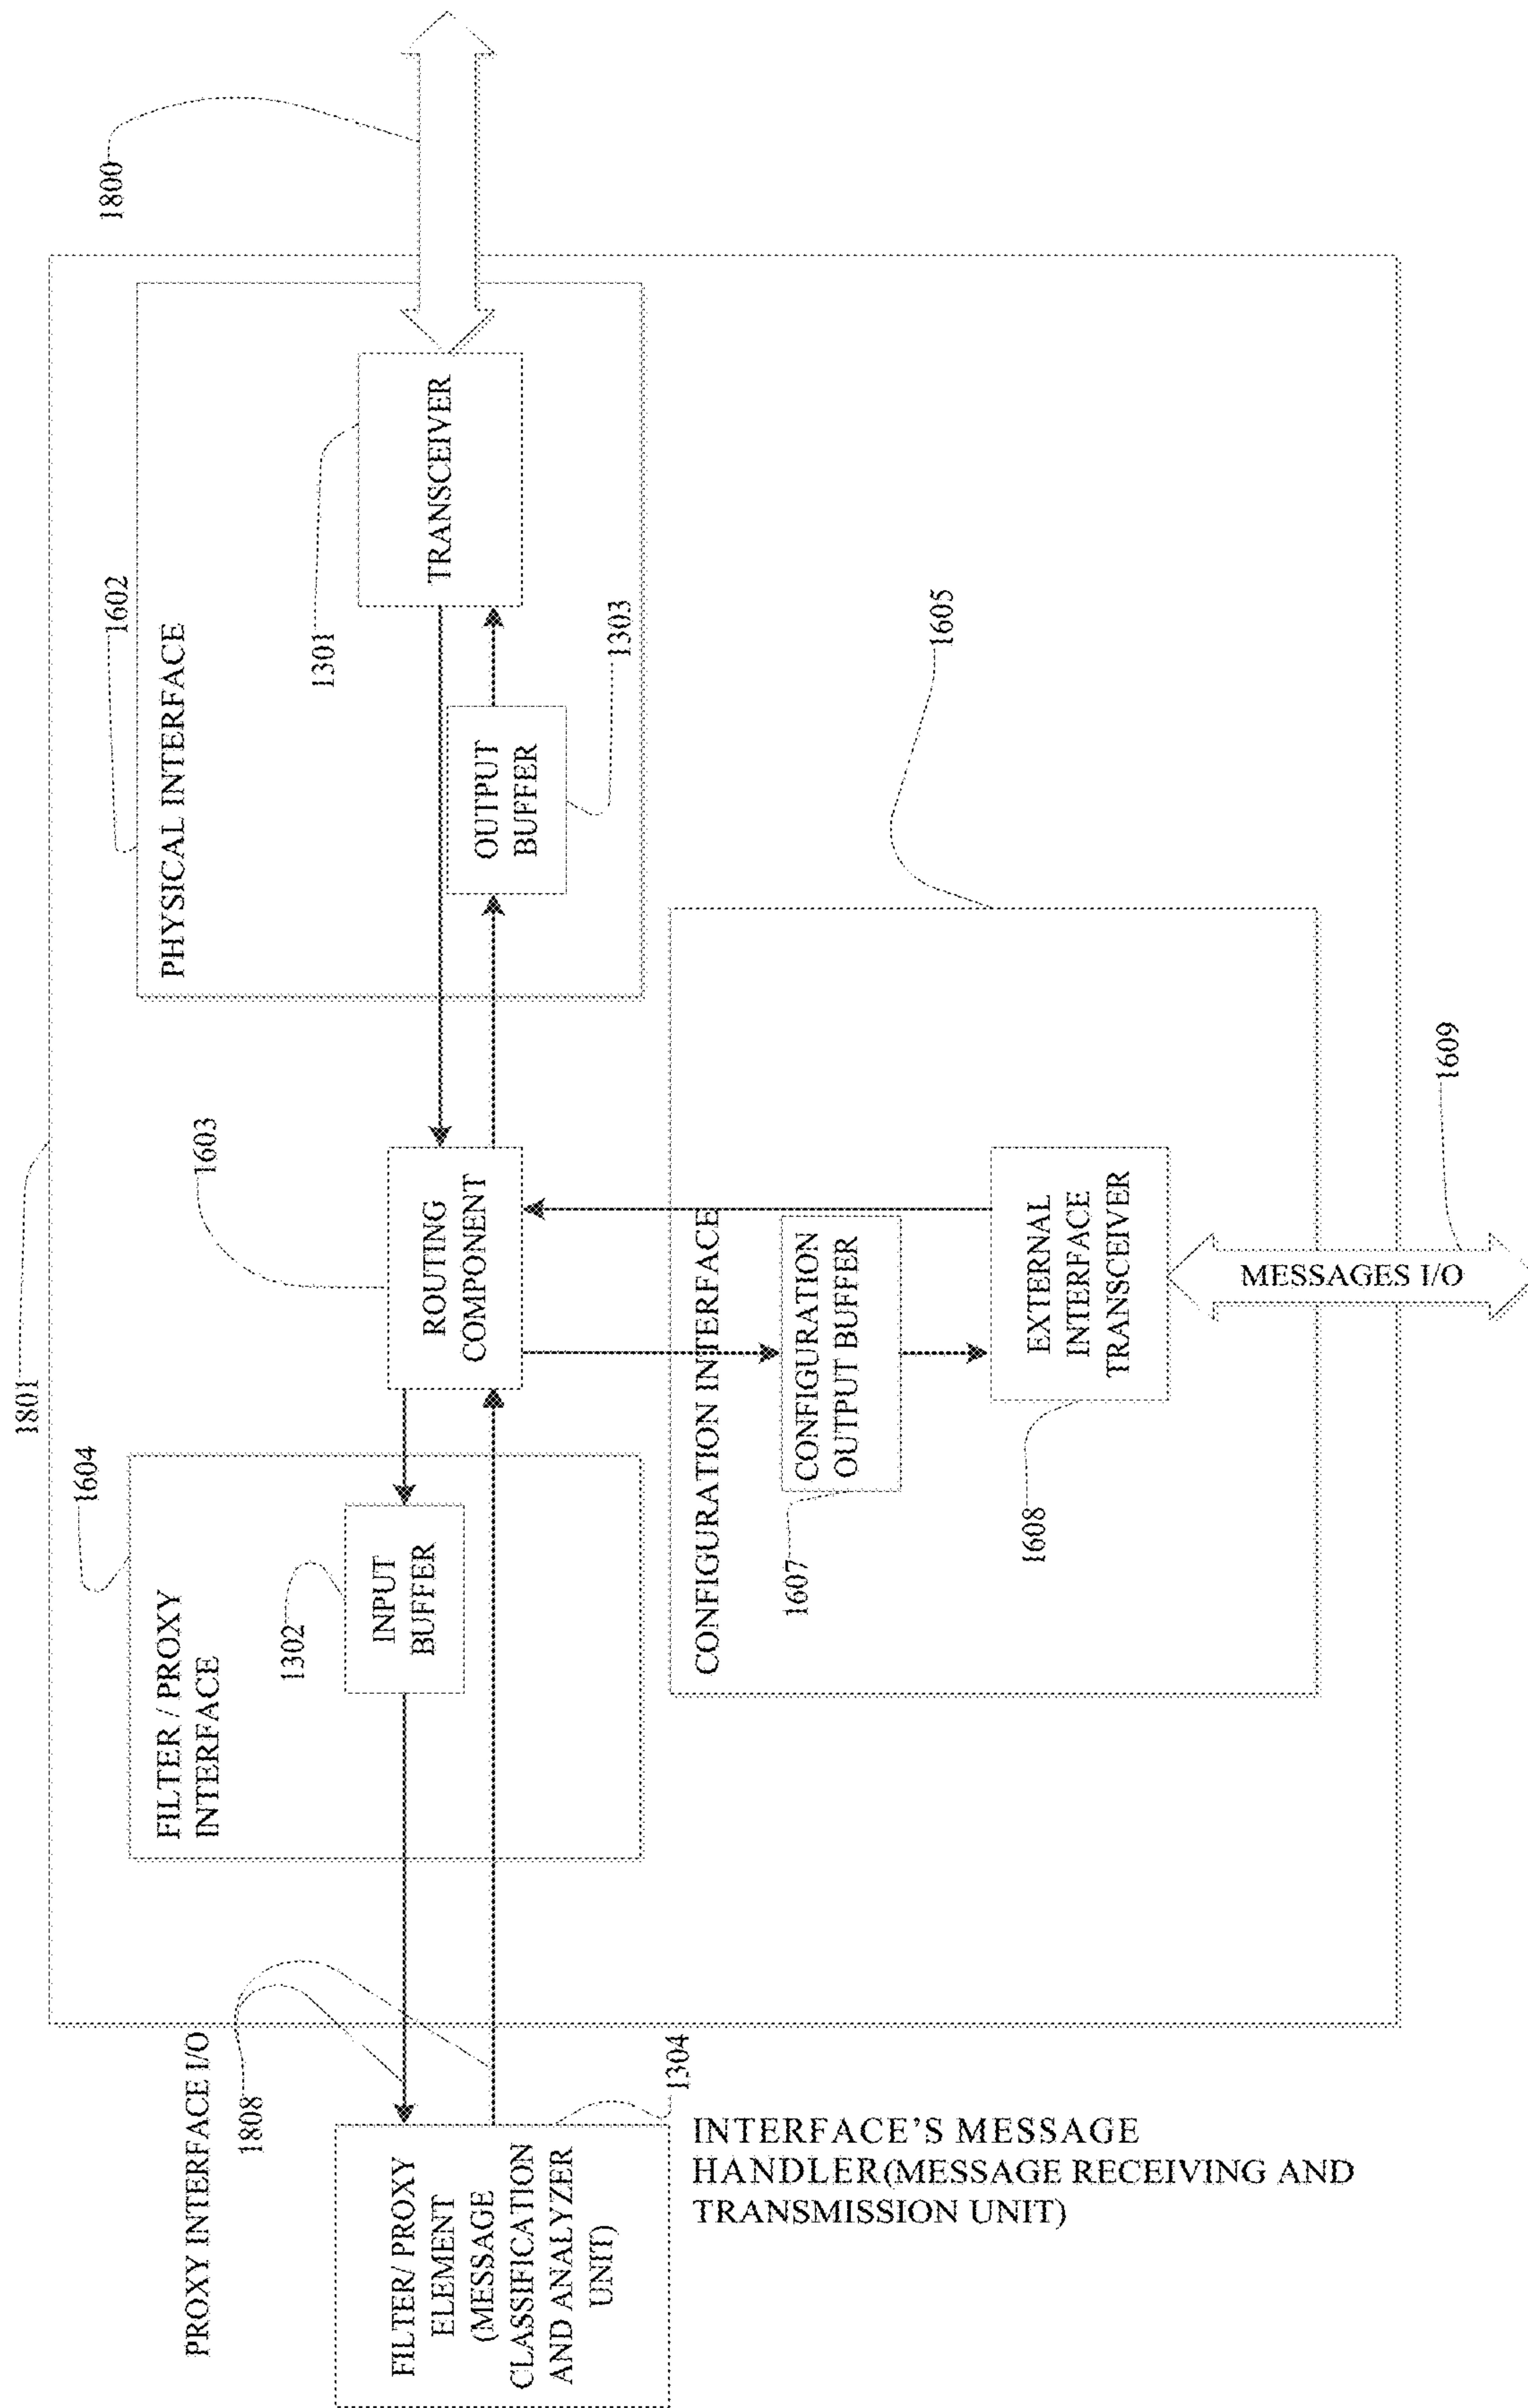 1801
1604
FILTER / PROXY
INTERFACE
1302
INPUT
BUFFER
1603
ROUTING
COMPONENT
1602
PHYSICAL INTERFACE
1301
TRANSCEIVER
OUTPUT
BUFFER
1303
1800
PROXY INTERFACE I/O
1808
FILTER/ PROXY
ELEMENT
(MESSAGE
CLASSIFICATION
AND ANALYZER
UNIT)
1304
CONFIGURATION INTERFACE
1605
CONFIGURATION
OUTPUT BUFFER
1607
EXTERNAL
INTERFACE
TRANSCEIVER
1608
MESSAGES I/O
1609
INTERFACE’S MESSAGE
HANDLER(MESSAGE RECEIVING AND
TRANSMISSION UNIT)